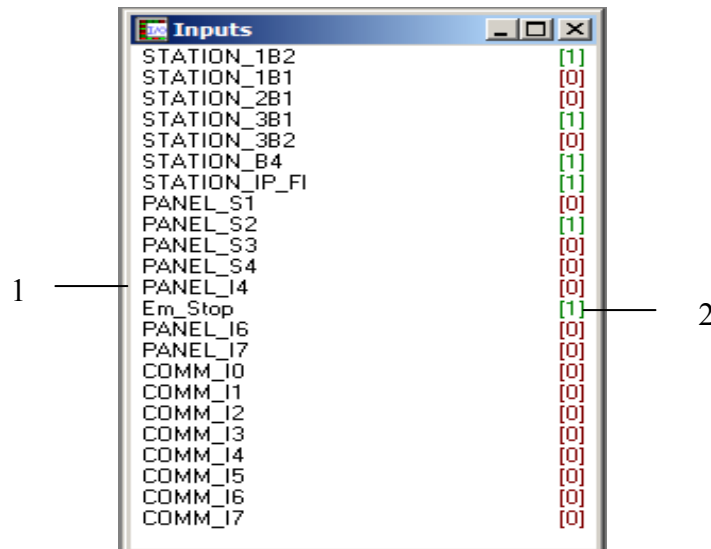 Inputs
STATION_1B2 [1]
STATION_1B1 [0]
STATION_2B1 [0]
STATION_3B1 [1]
STATION_3B2 [0]
STATION_B4 [1]
STATION_IP_FI [1]
PANEL_S1 [0]
PANEL_S2 [1]
PANEL_S3 [0]
PANEL_S4 [0]
1 PANEL_I4 [0]
Em_Stop [1] 2
PANEL_I6 [0]
PANEL_I7 [0]
COMM_I0 [0]
COMM_I1 [0]
COMM_I2 [0]
COMM_I3 [0]
COMM_I4 [0]
COMM_I5 [0]
COMM_I6 [0]
COMM_I7 [0]